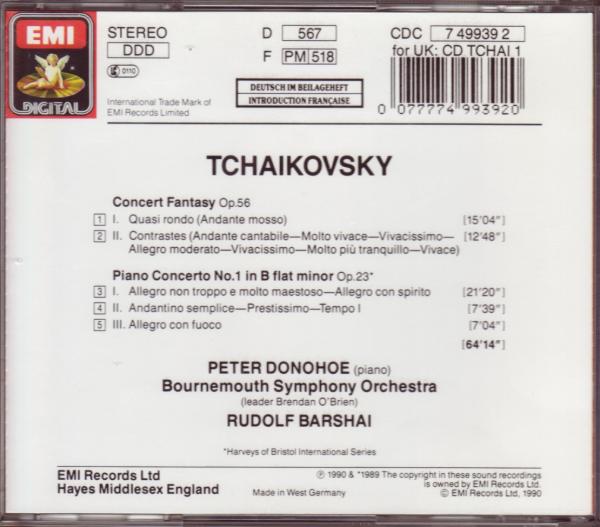 EMI
DIGITAL
STEREO
DDD
0110
International Trade Mark of
EMI Records Limited
D 567
F PM 518
DEUTSCH IM BEILAGEHEFT
INTRODUCTION FRANÇAISE
CDC 7 49939 2
for UK: CD TCHAI 1
0 077774 993920
TCHAIKOVSKY
Concert Fantasy Op.56
1 I. Quasi rondo (Andante mosso) [15'04"]
2 II. Contrastes (Andante cantabile—Molto vivace—Vivacissimo— [12'48"]
Allegro moderato—Vivacissimo—Molto più tranquillo—Vivace)
Piano Concerto No.1 in B flat minor Op.23*
3 I. Allegro non troppo e molto maestoso—Allegro con spirito [21'20"]
4 II. Andantino semplice—Prestissimo—Tempo I [7'39"]
5 III. Allegro con fuoco [7'04"]
[64'14"]
PETER DONOHOE (piano)
Bournemouth Symphony Orchestra
(leader Brendan O'Brien)
RUDOLF BARSHAI
*Harveys of Bristol International Series
EMI Records Ltd
Hayes Middlesex England
Made in West Germany
℗ 1990 & *1989 The copyright in these sound recordings
is owned by EMI Records Ltd.
© EMI Records Ltd, 1990